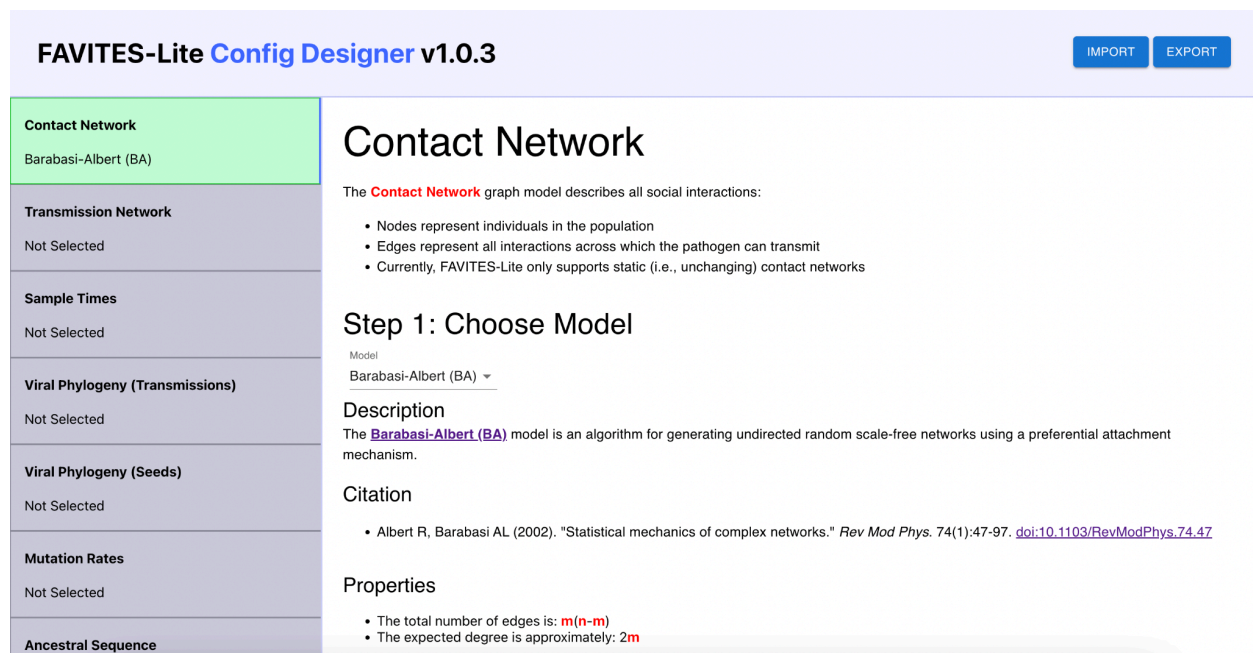 FAVITES-Lite Config Designer v1.0.3
IMPORT
EXPORT
Contact Network
Barabasi-Albert (BA)
Transmission Network
Not Selected
Sample Times
Not Selected
Viral Phylogeny (Transmissions)
Not Selected
Viral Phylogeny (Seeds)
Not Selected
Mutation Rates
Not Selected
Ancestral Sequence
Contact Network
The Contact Network graph model describes all social interactions:
• Nodes represent individuals in the population
• Edges represent all interactions across which the pathogen can transmit
• Currently, FAVITES-Lite only supports static (i.e., unchanging) contact networks
Step 1: Choose Model
Model
Barabasi-Albert (BA)
Description
The Barabasi-Albert (BA) model is an algorithm for generating undirected random scale-free networks using a preferential attachment
mechanism.
Citation
• Albert R, Barabasi AL (2002). "Statistical mechanics of complex networks." Rev Mod Phys. 74(1):47-97. doi:10.1103/RevModPhys.74.47
Properties
• The total number of edges is: m(n-m)
• The expected degree is approximately: 2m